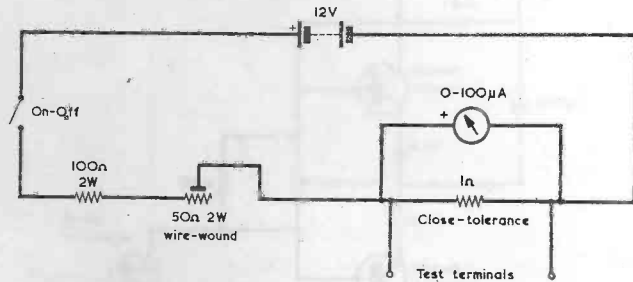 +
12V
0-100µA
On-Off
+
100Ω
2W
1Ω
50Ω 2W
wire-wound
Close-tolerance
Test terminals